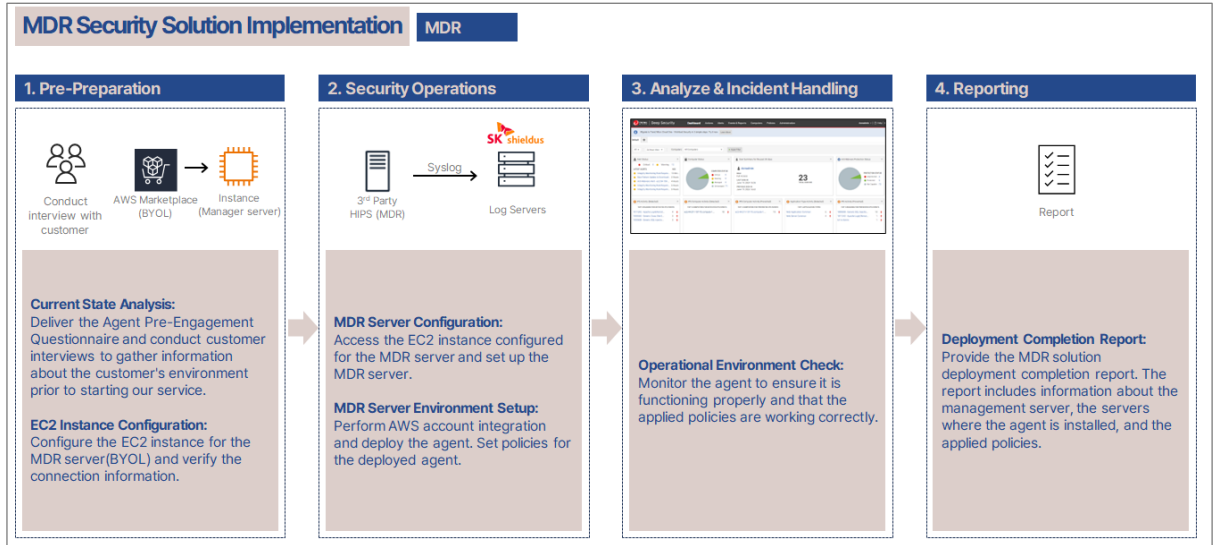 MDR Security Solution Implementation
MDR
1. Pre-Preparation
Conduct
interview with
customer
AWS Marketplace
(BYOL)
Instance
(Manager server)
Current State Analysis:
Deliver the Agent Pre-Engagement
Questionnaire and conduct customer
interviews to gather information
about the customer's environment
prior to starting our service.
EC2 Instance Configuration:
Configure the EC2 instance for the
MDR server(BYOL) and verify the
connection information.
2. Security Operations
SK shieldus
Syslog
3rd Party
HIPS (MDR)
Log Servers
MDR Server Configuration:
Access the EC2 instance configured
for the MDR server and set up the
MDR server.
MDR Server Environment Setup:
Perform AWS account integration
and deploy the agent. Set policies for
the deployed agent.
3. Analyze & Incident Handling
Deep Security
Dashboard
23
Operational Environment Check:
Monitor the agent to ensure it is
functioning properly and that the
applied policies are working correctly.
4. Reporting
Report
Deployment Completion Report:
Provide the MDR solution
deployment completion report. The
report includes information about the
management server, the servers
where the agent is installed, and the
applied policies.